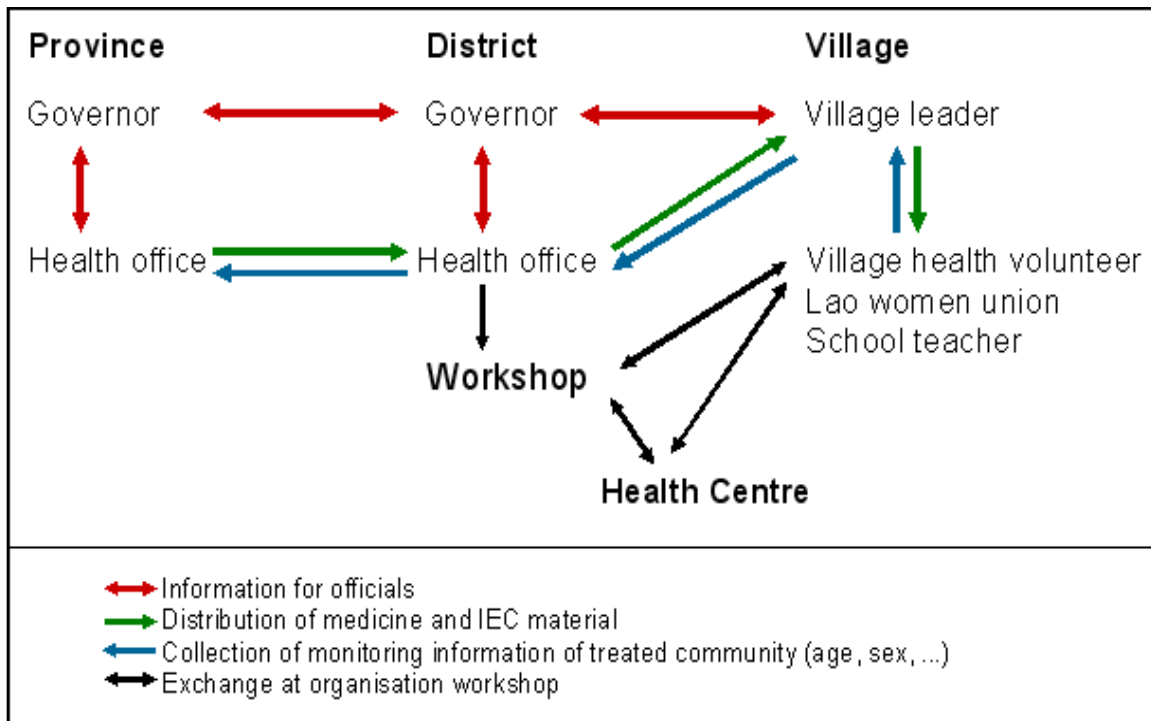 Province District Village
Governor Governor Village leader
Health office Health office Village health volunteer
Lao women union
School teacher
Workshop
Health Centre
Information for officials
Distribution of medicine and IEC material
Collection of monitoring information of treated community (age, sex, ...)
Exchange at organisation workshop